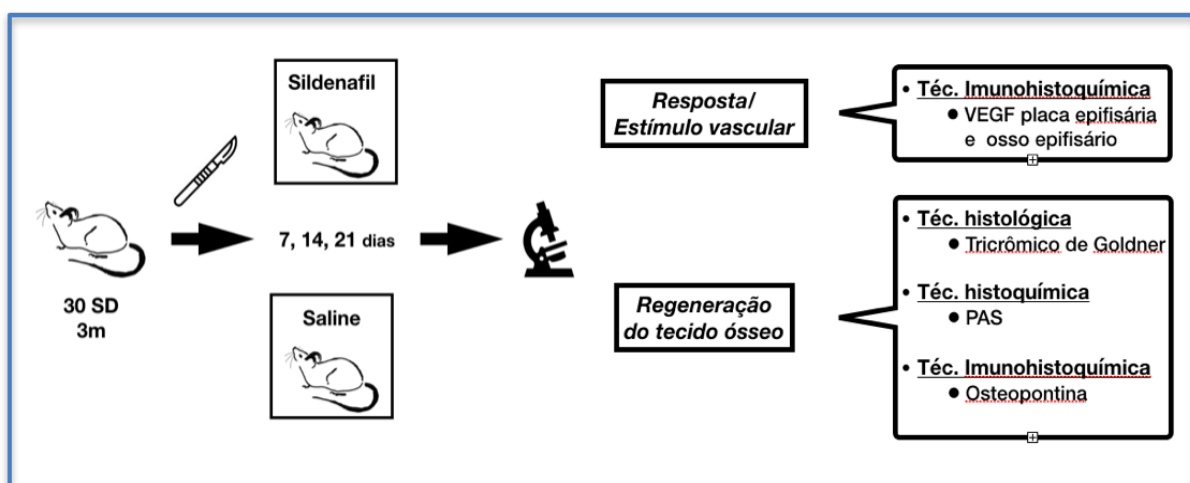 30 SD
3m
Sildenafil
7, 14, 21 dias
Saline
Resposta/
Estímulo vascular
• Téc. Imunohistoquímica
● VEGF placa epifisária
e osso epifisário
Regeneração
do tecido ósseo
• Téc. histológica
● Tricrômico de Goldner
• Téc. histoquímica
● PAS
• Téc. Imunohistoquímica
● Osteopontina